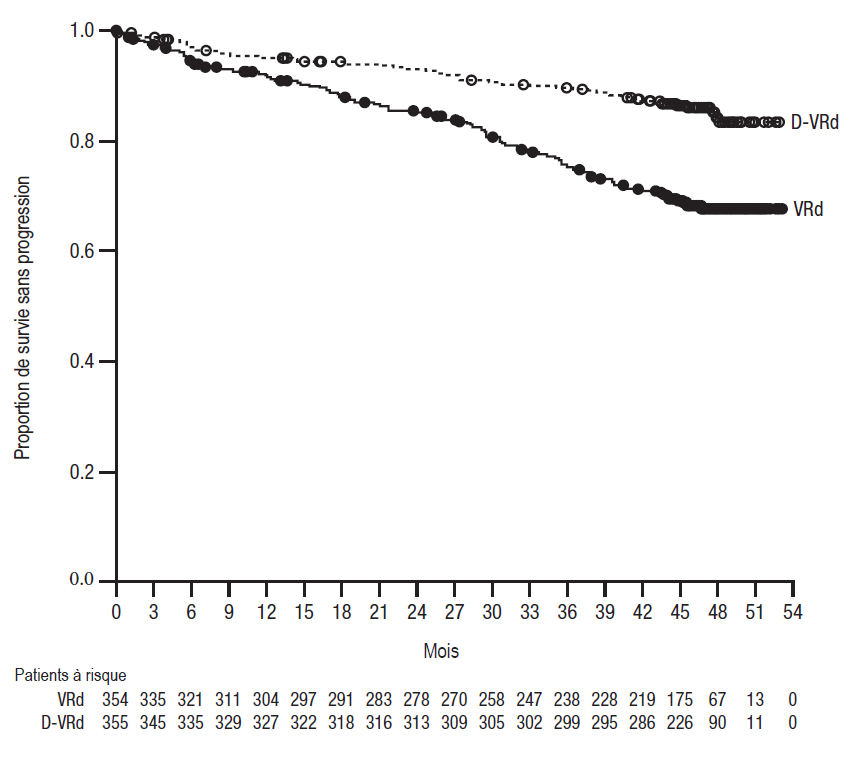 Proportion de survie sans progression
1.0
0.8
0.6
0.4
0.2
0.0
D-VRd
VRd
0 3 6 9 12 15 18 21 24 27 30 33 36 39 42 45 48 51 54
Mois
Patients à risque
VRd 354 335 321 311 304 297 291 283 278 270 258 247 238 228 219 175 67 13 0
D-VRd 355 345 335 329 327 322 318 316 313 309 305 302 299 295 286 226 90 11 0